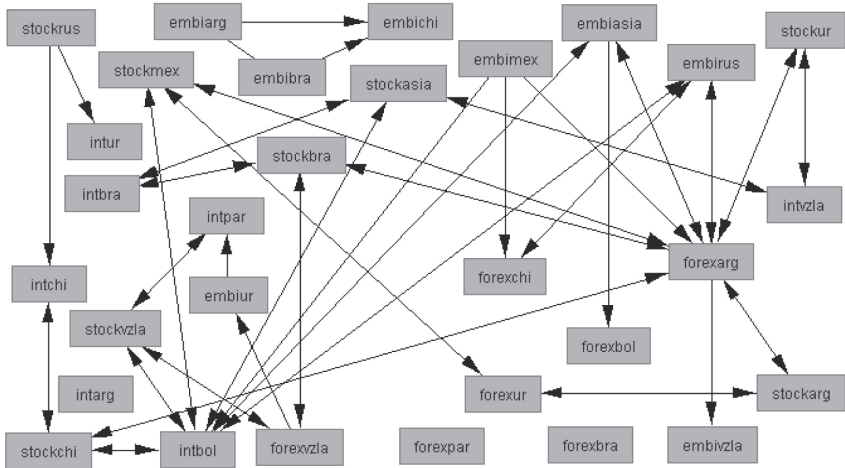 stockrus
embiarg
embichi
embiasia
stockur
embibra
embimex
embirus
stockmex
stockasia
intur
stockbra
intbra
intpar
intvzla
forexarg
intchi
embiur
forexchi
stockvzla
forexbol
intarg
forexur
stockarg
stockchi
intbol
forexvzla
forexpar
forexbra
embivzla